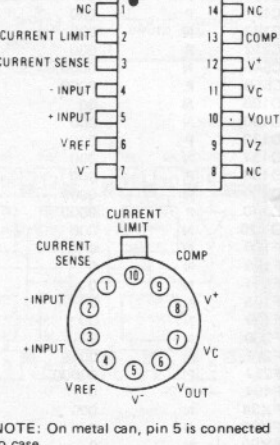 NC 1 14 NC
CURRENT LIMIT 2 13 COMP
CURRENT SENSE 3 12 V+
- INPUT 4 11 VC
+ INPUT 5 10 VOUT
VREF 6 9 VZ
V- 7 8 NC
CURRENT
LIMIT
CURRENT
SENSE
COMP
10
1 9
- INPUT 2 8 V+
+ INPUT 3 7 VC
4 5 6
VREF V- VOUT
NOTE: On metal can, pin 5 is connected
to case